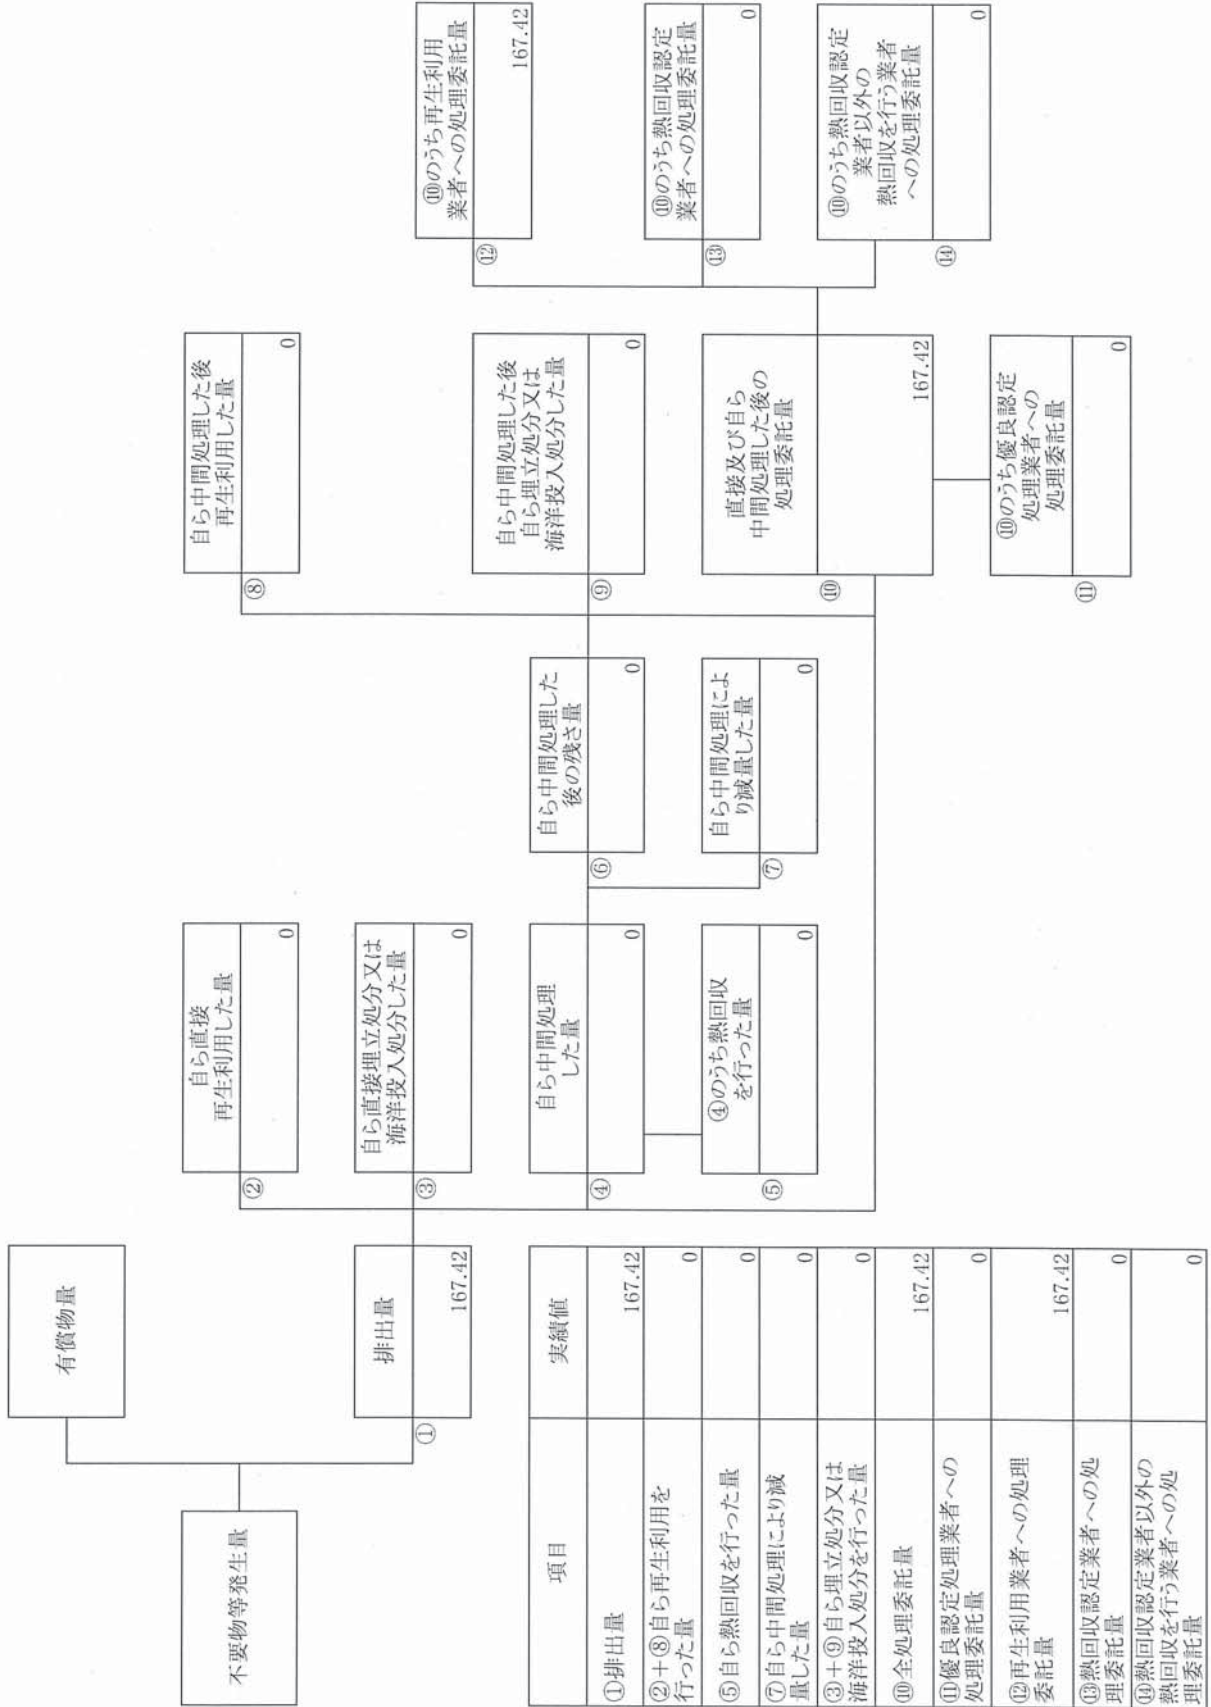 不要物等発生量
有償物量
①
排出量
167.42
②
自ら直接
再生利用した量
0
③
自ら直接埋立処分又は
海洋投入処分した量
0
④
自ら中間処理
した量
0
⑤
④のうち熱回収
を行った量
0
⑥
自ら中間処理した
後の残さ量
0
⑦
自ら中間処理によ
り減量した量
0
⑧
自ら中間処理した後
再生利用した量
0
⑨
自ら中間処理した後
自ら埋立処分又は
海洋投入処分した量
0
⑩
直接及び自ら
中間処理した後の
処理委託量
167.42
⑪
⑩のうち優良認定
処理業者への
処理委託量
0
⑫
⑩のうち再生利用
業者への処理委託量
167.42
⑬
⑩のうち熱回収認定
業者への処理委託量
0
⑭
⑩のうち熱回収認定
業者以外の
熱回収を行う業者
への処理委託量
0
項目 実績値
①排出量 167.42
②+⑧自ら再生利用を
行った量 0
⑤自ら熱回収を行った量 0
⑦自ら中間処理により減
量した量 0
③+⑨自ら埋立処分又は
海洋投入処分を行った量 0
⑩全処理委託量 167.42
⑪優良認定処理業者への
処理委託量 0
⑫再生利用業者への処理
委託量 167.42
⑬熱回収認定業者への処
理委託量 0
⑭熱回収認定業者以外の
熱回収を行う業者への処
理委託量 0